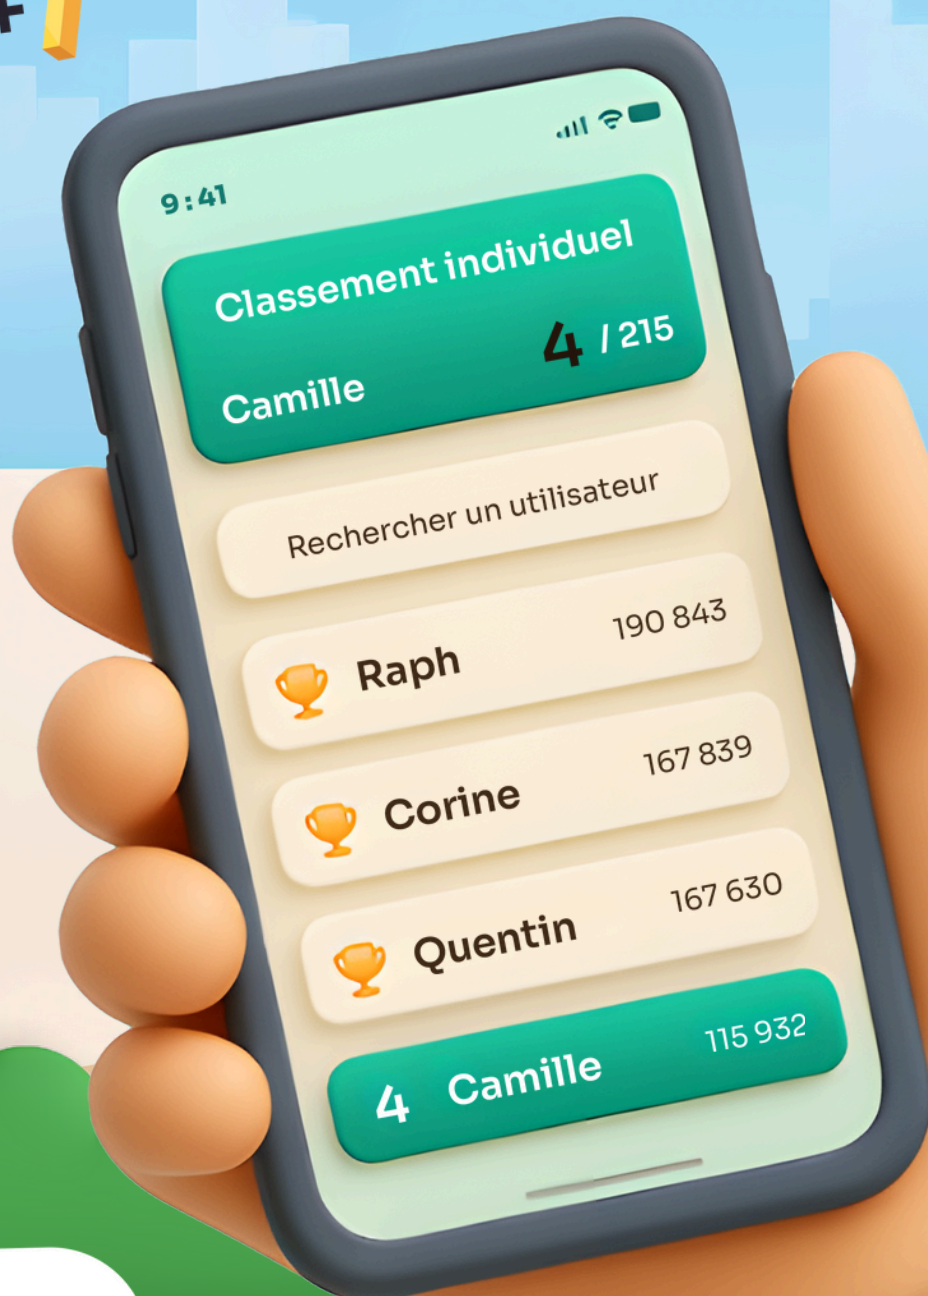 9:41
Classement individuel
Camille 4 / 215
Rechercher un utilisateur
Raph 190 843
Corine 167 839
Quentin 167 630
4 Camille 115 932